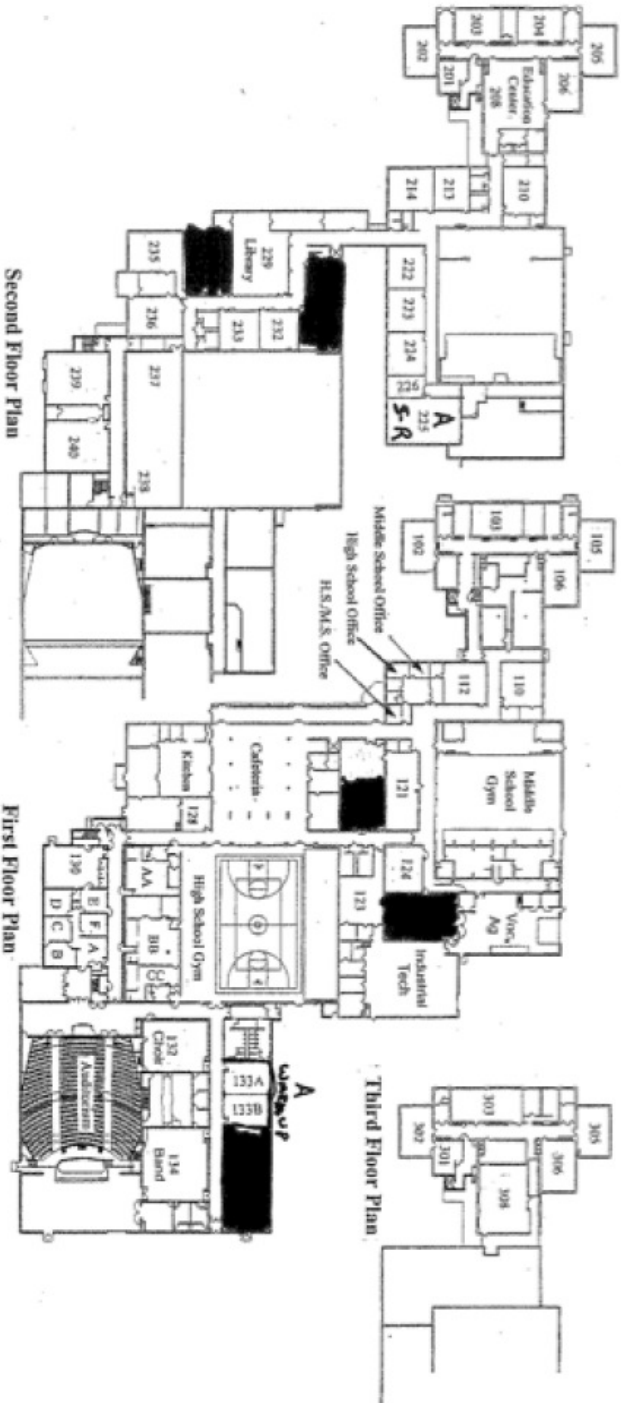 205
204
203
202
206
201
Education
Center
208
210
213
214
222
223
224
226
225
A
S-R
229
Library
235
236
233
232
239
240
237
238
Second Floor Plan
105
103
102
106
110
112
Middle School Office
High School Office
H.S./M.S. Office
Middle
School
Gym
121
Cafeteria
Kitchen
128
124
123
Voc
Ag
Industrial
Tech
High School Gym
AA
BB
130
E
F
A
D
C
B
132
Choir
134
Band
Auditorium
133A
133B
A
WARM UP
First Floor Plan
305
303
302
306
301
308
Third Floor Plan